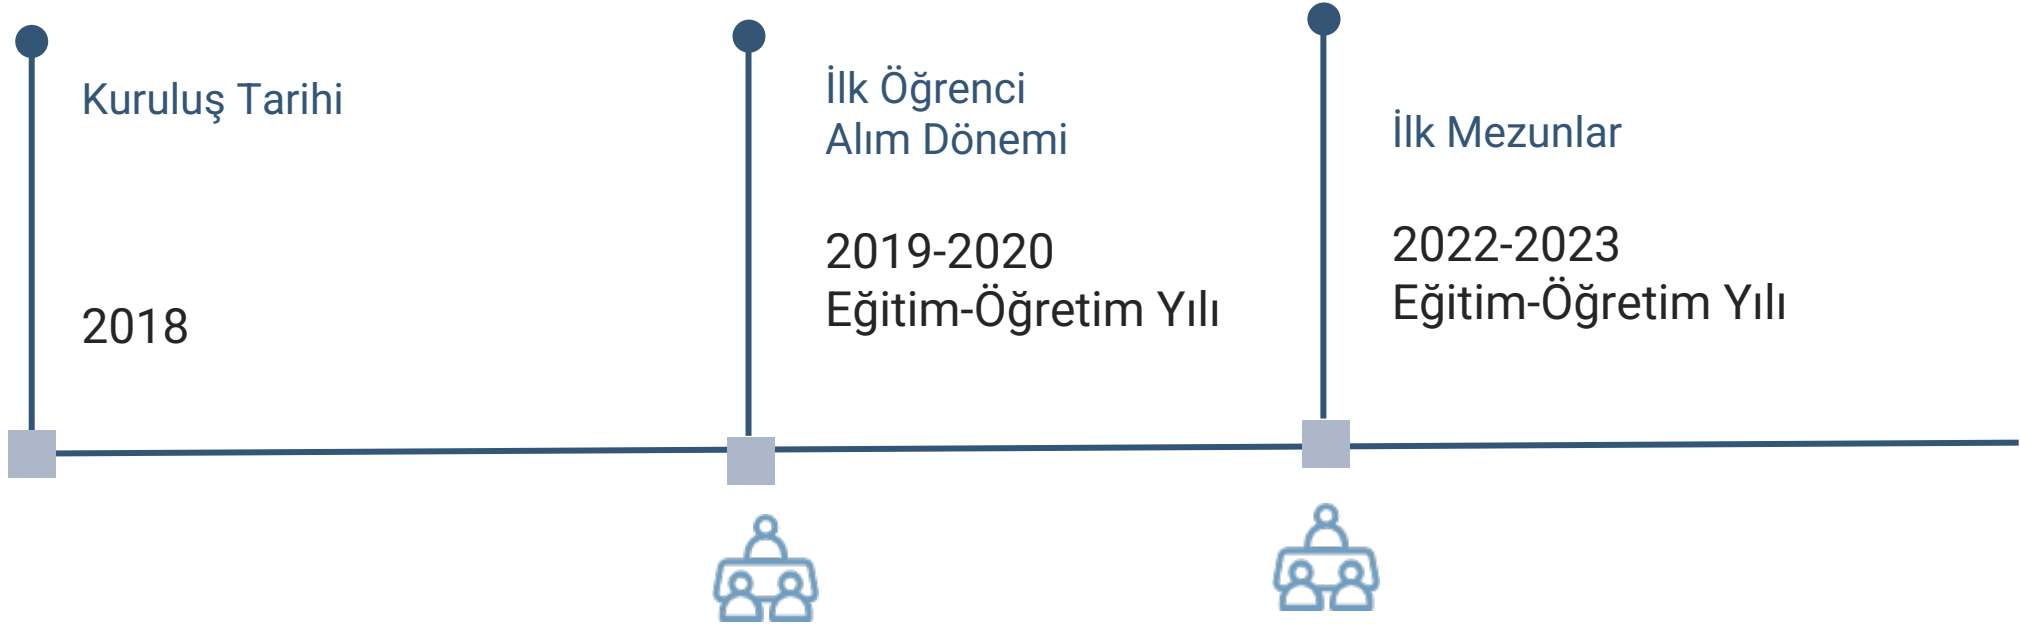 Kuruluş Tarihi
2018
İlk Öğrenci
Alım Dönemi
2019-2020
Eğitim-Öğretim Yılı
İlk Mezunlar
2022-2023
Eğitim-Öğretim Yılı